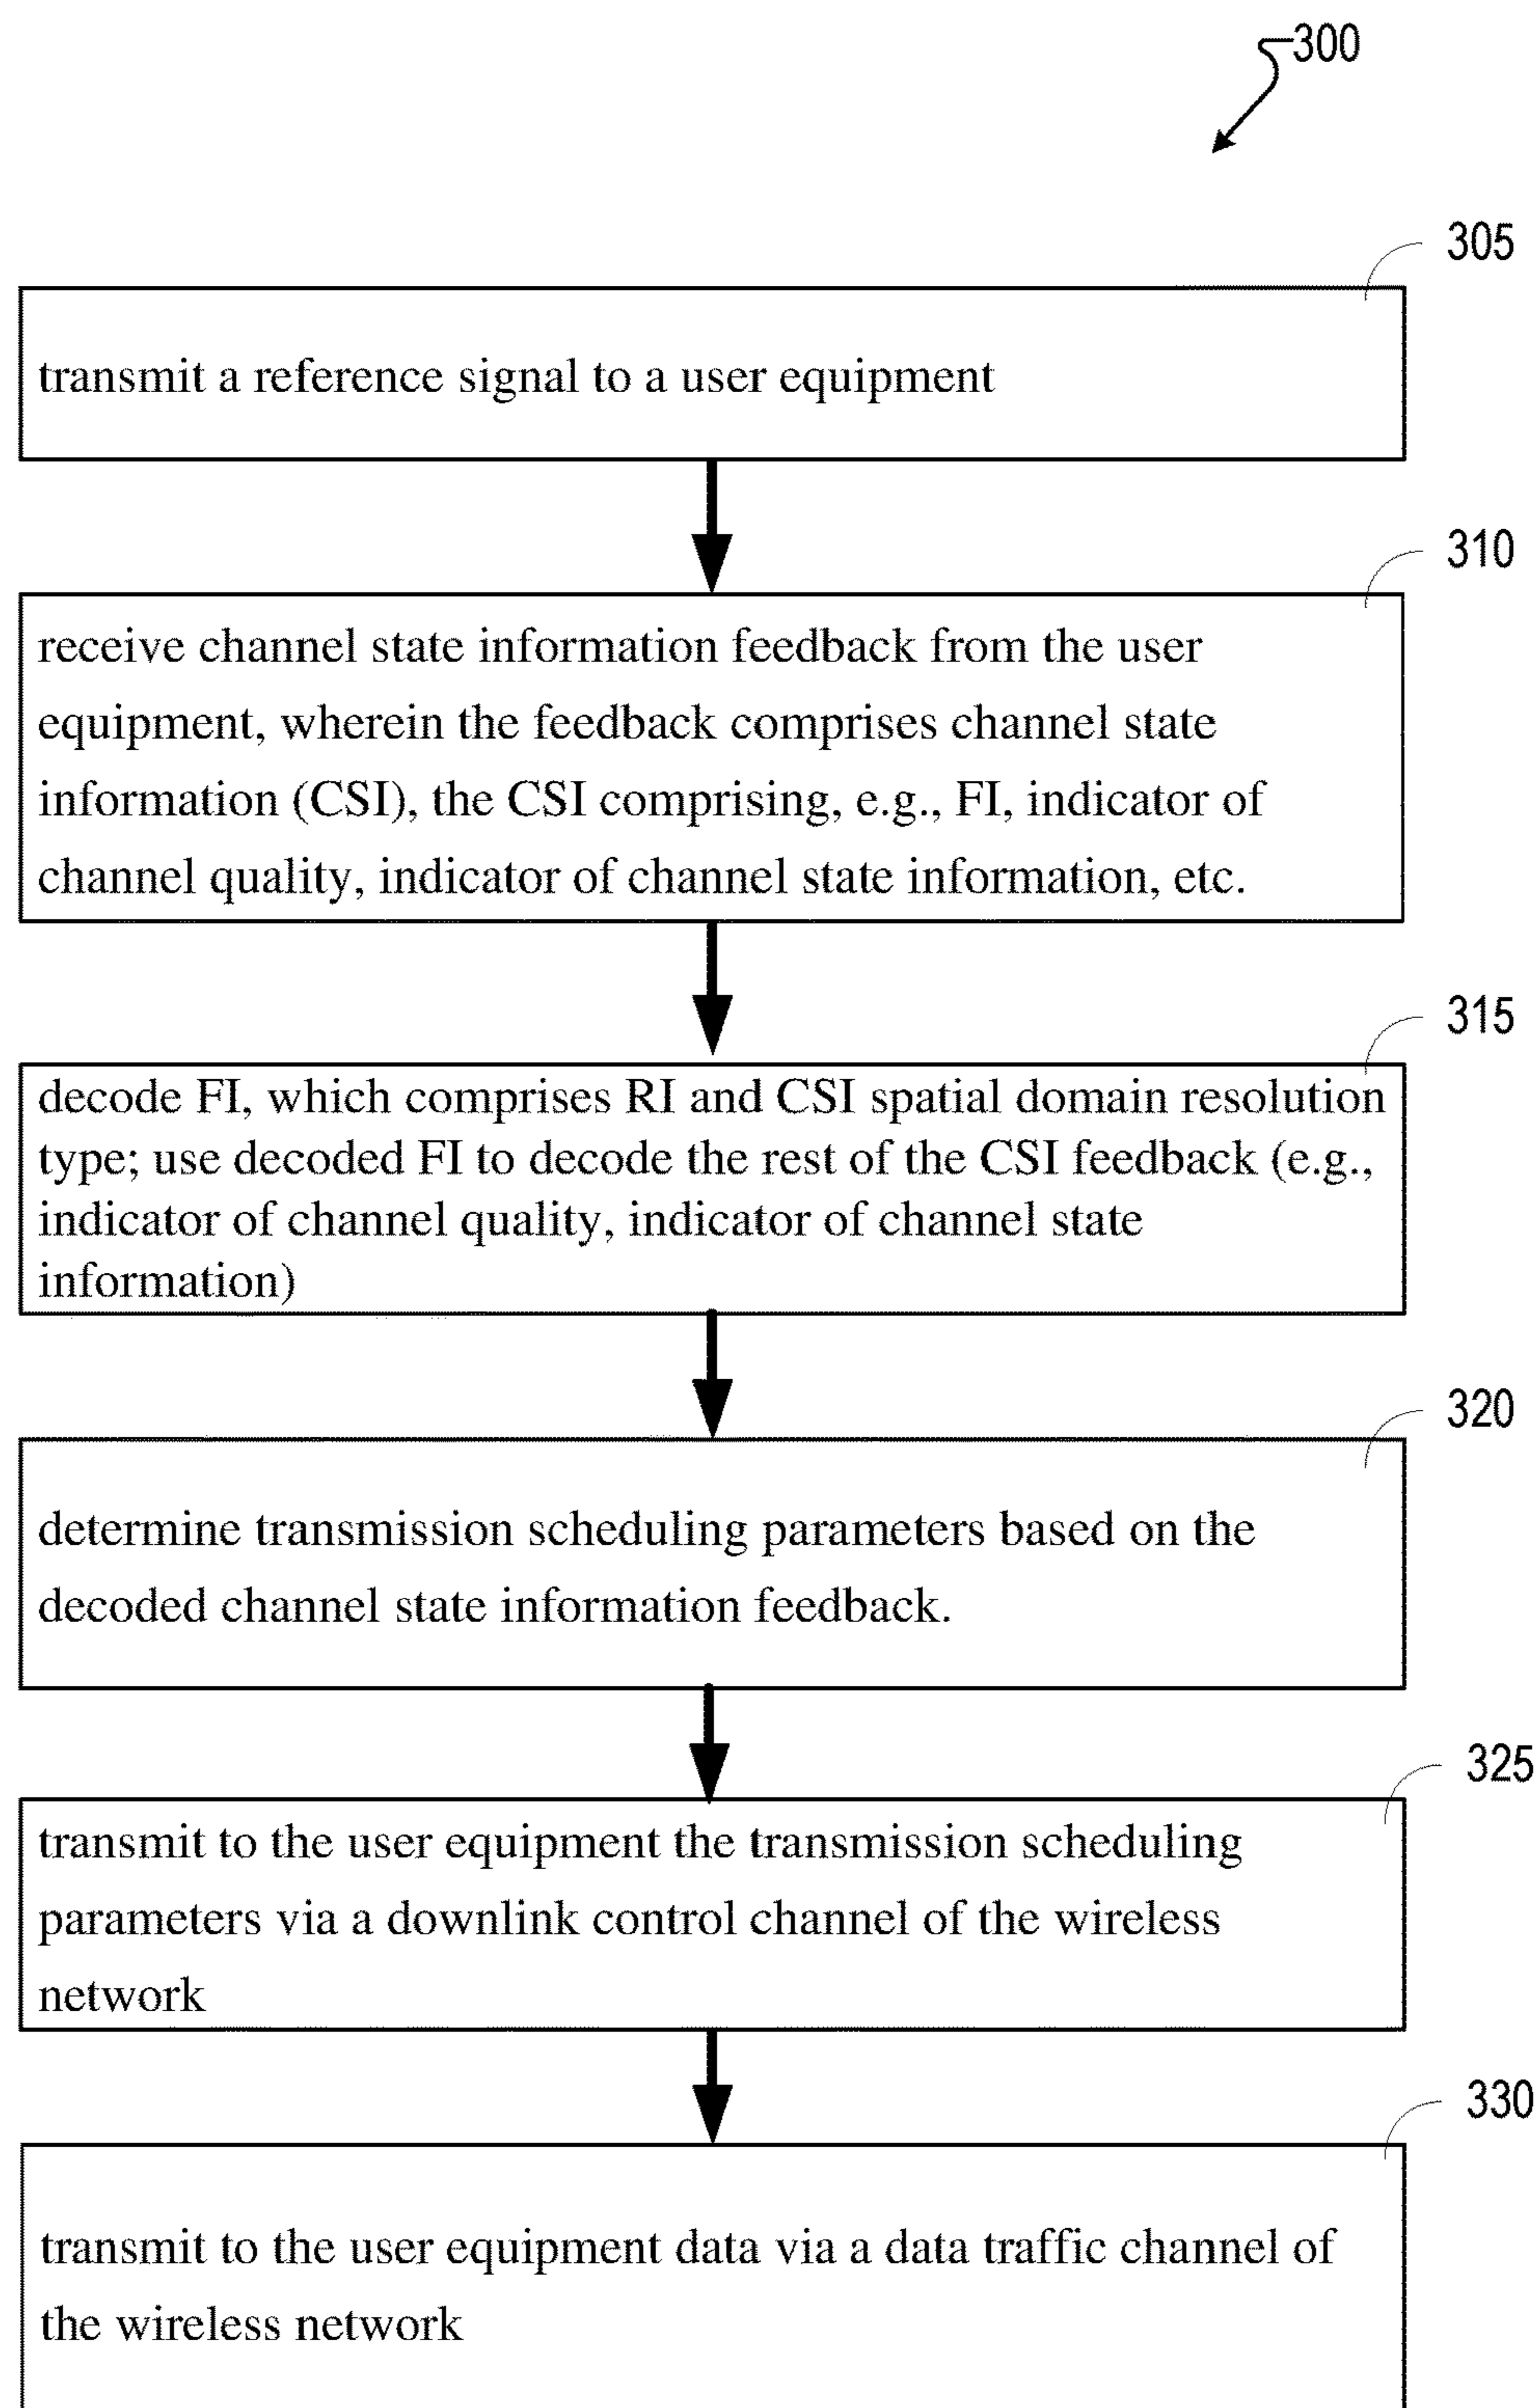 300
305
transmit a reference signal to a user equipment
310
receive channel state information feedback from the user
equipment, wherein the feedback comprises channel state
information (CSI), the CSI comprising, e.g., FI, indicator of
channel quality, indicator of channel state information, etc.
315
decode FI, which comprises RI and CSI spatial domain resolution
type; use decoded FI to decode the rest of the CSI feedback (e.g.,
indicator of channel quality, indicator of channel state
information)
320
determine transmission scheduling parameters based on the
decoded channel state information feedback.
325
transmit to the user equipment the transmission scheduling
parameters via a downlink control channel of the wireless
network
330
transmit to the user equipment data via a data traffic channel of
the wireless network